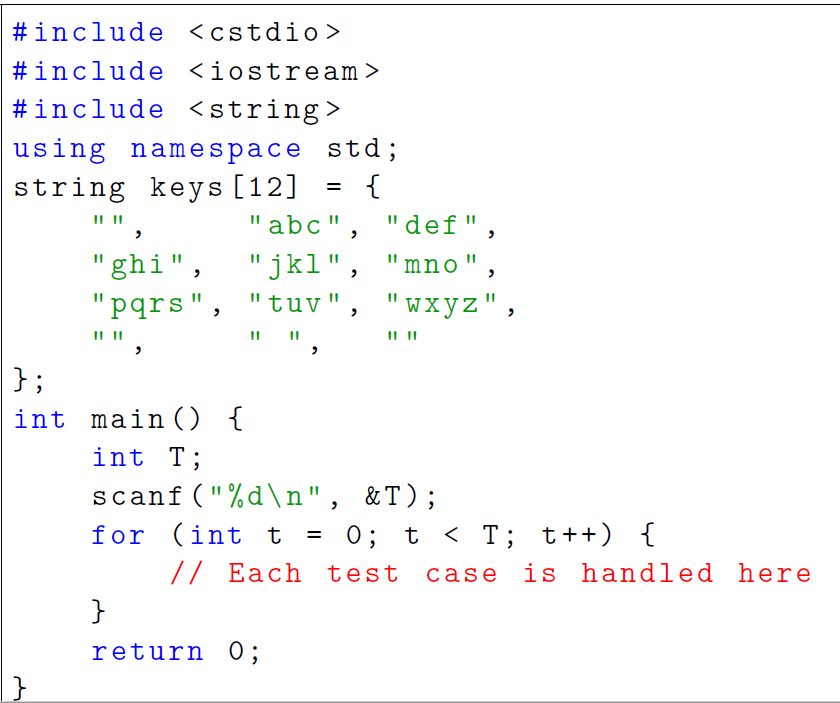 #include <cstdio>
#include <iostream>
#include <string>
using namespace std;
string keys[12] = {
    "",     "abc", "def",
    "ghi",  "jkl", "mno",
    "pqrs", "tuv", "wxyz",
    "",     " ",   ""
};
int main() {
    int T;
    scanf("%d\n", &T);
    for (int t = 0; t < T; t++) {
        // Each test case is handled here
    }
    return 0;
}